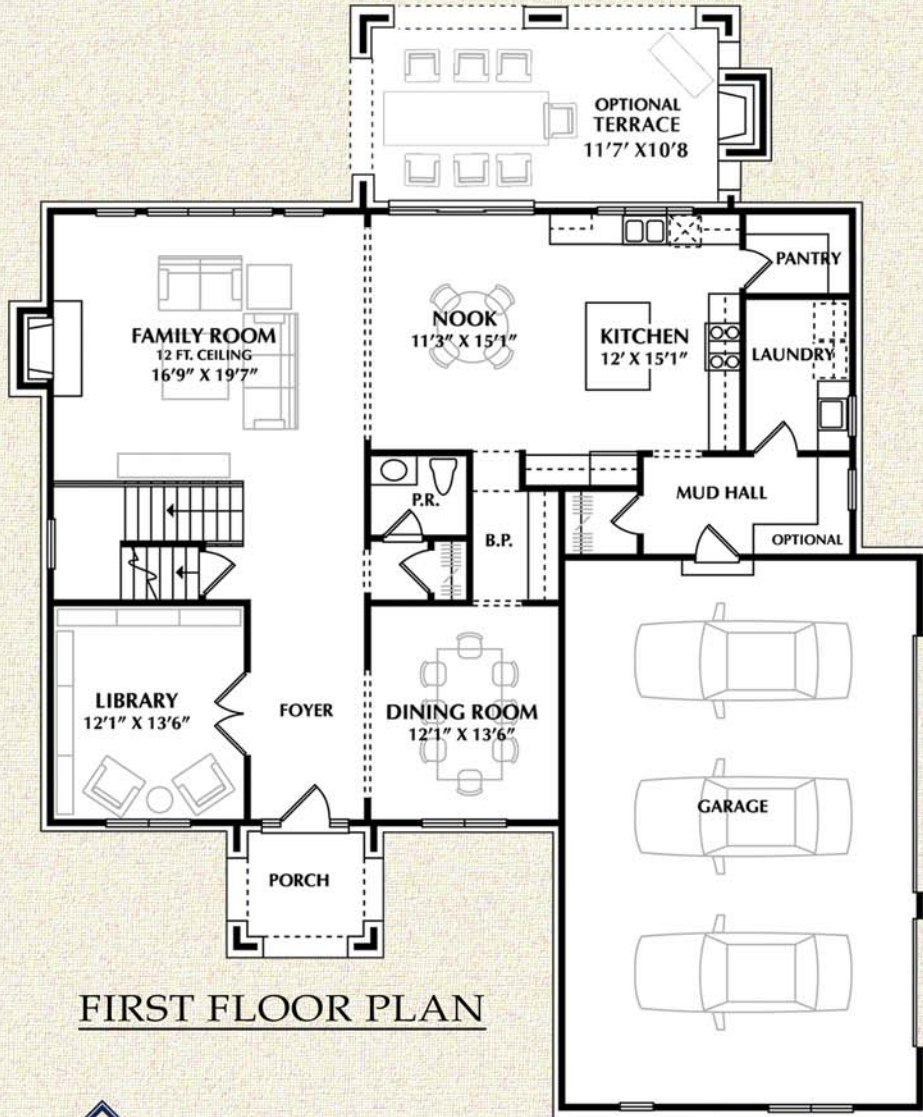 OPTIONAL
TERRACE
11'7' X10'8
PANTRY
FAMILY ROOM
12 FT. CEILING
16'9" X 19'7"
NOOK
11'3" X 15'1"
KITCHEN
12' X 15'1"
LAUNDRY
P.R.
B.P.
MUD HALL
OPTIONAL
LIBRARY
12'1" X 13'6"
FOYER
DINING ROOM
12'1" X 13'6"
GARAGE
PORCH
FIRST FLOOR PLAN